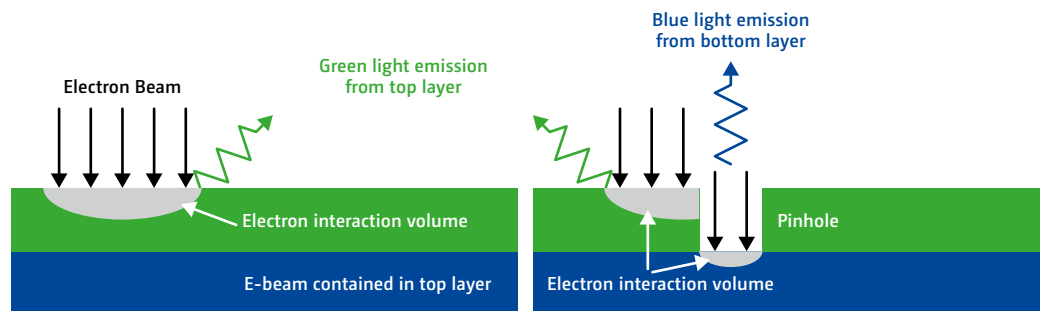 Electron Beam
Green light emission
from top layer
Electron interaction volume
E-beam contained in top layer
Blue light emission
from bottom layer
Pinhole
Electron interaction volume